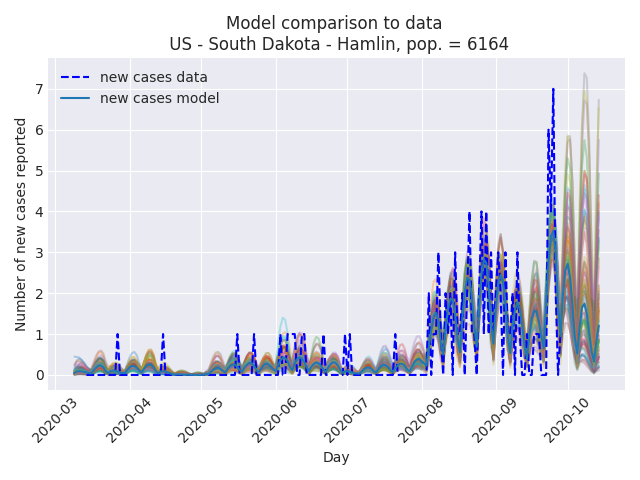 Model comparison to data
US - South Dakota - Hamlin, pop. = 6164
new cases data
new cases model
Number of new cases reported
7
6
5
4
3
2
1
0
2020-03
2020-04
2020-05
2020-06
2020-07
2020-08
2020-09
2020-10
Day